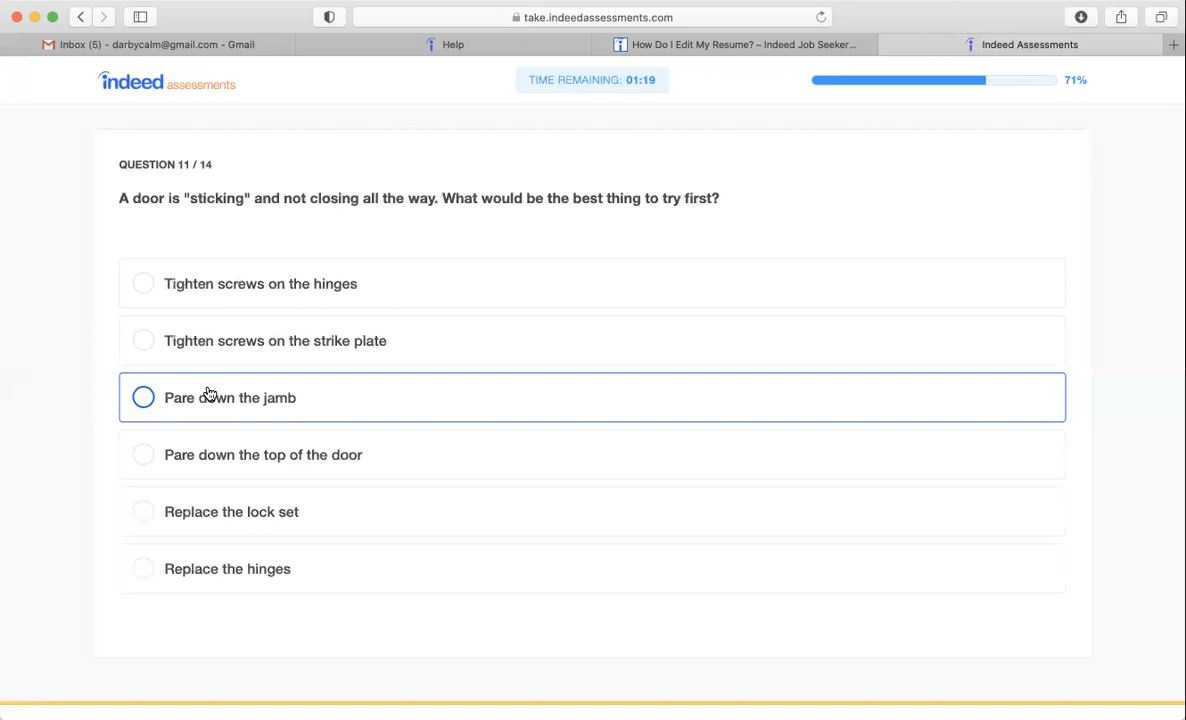 take.indeedassessments.com
Inbox (5) - darbycalm@gmail.com - Gmail
Help
How Do I Edit My Resume? – Indeed Job Seeker...
Indeed Assessments
indeed assessments
TIME REMAINING: 01:19
71%
QUESTION 11 / 14
A door is "sticking" and not closing all the way. What would be the best thing to try first?
Tighten screws on the hinges
Tighten screws on the strike plate
Pare down the jamb
Pare down the top of the door
Replace the lock set
Replace the hinges